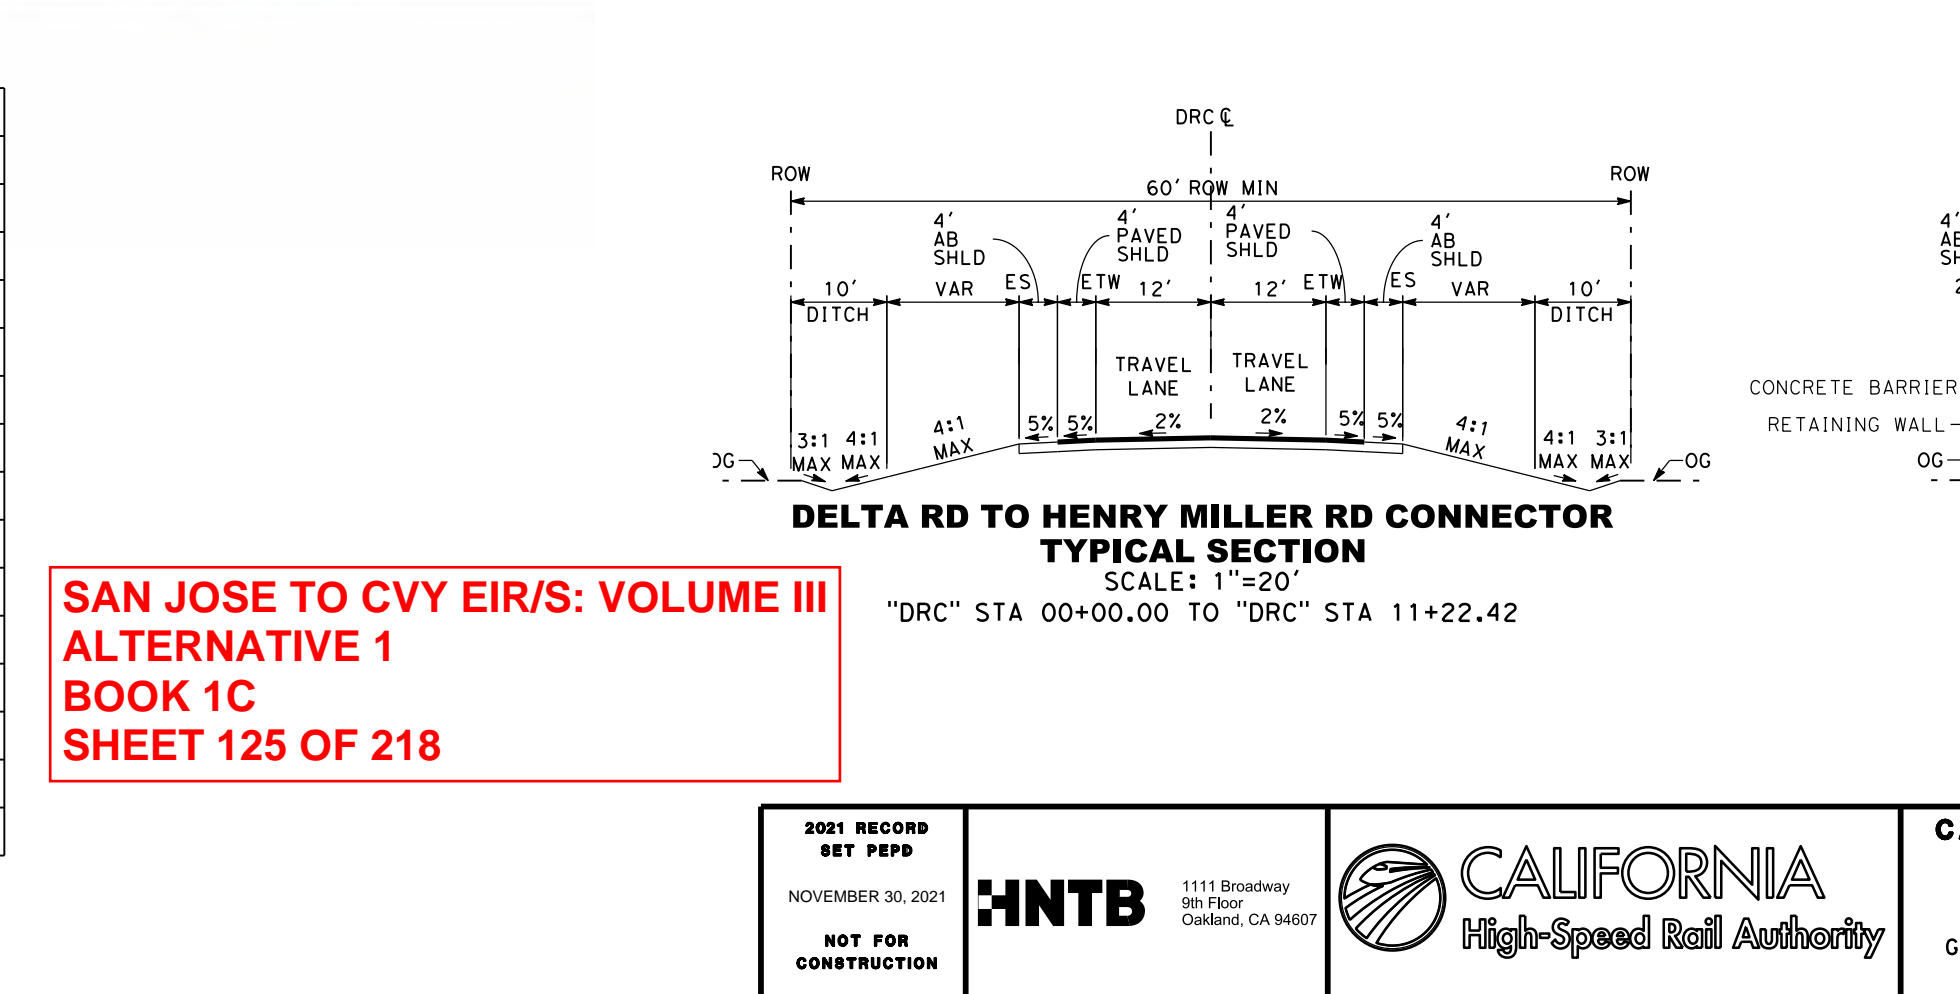 DRC ℄
ROW
ROW
60' ROW MIN
4'
AB
SHLD
4'
PAVED
SHLD
4'
PAVED
SHLD
4'
AB
SHLD
10'
DITCH
VAR
ES
ETW
12'
12'
ETW
ES
VAR
10'
DITCH
TRAVEL
LANE
TRAVEL
LANE
3:1
MAX
4:1
MAX
4:1
MAX
5%
5%
2%
2%
5%
5%
4:1
MAX
4:1
MAX
3:1
MAX
OG
OG
DELTA RD TO HENRY MILLER RD CONNECTOR
TYPICAL SECTION
SCALE: 1"=20'
"DRC" STA 00+00.00 TO "DRC" STA 11+22.42
4'
CONCRETE BARRIER
RETAINING WALL
OG
SAN JOSE TO CVY EIR/S: VOLUME III
ALTERNATIVE 1
BOOK 1C
SHEET 125 OF 218
2021 RECORD
SET PEPD
NOVEMBER 30, 2021
NOT FOR
CONSTRUCTION
HNTB
1111 Broadway
9th Floor
Oakland, CA 94607
CALIFORNIA
High-Speed Rail Authority